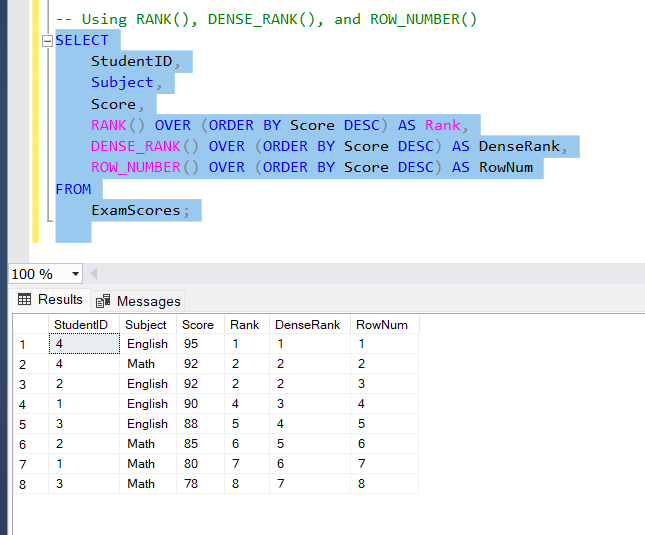 -- Using RANK(), DENSE_RANK(), and ROW_NUMBER()
SELECT
StudentID,
Subject,
Score,
RANK() OVER (ORDER BY Score DESC) AS Rank,
DENSE_RANK() OVER (ORDER BY Score DESC) AS DenseRank,
ROW_NUMBER() OVER (ORDER BY Score DESC) AS RowNum
FROM
ExamScores;
100 %
Results Messages
StudentID Subject Score Rank DenseRank RowNum
1 4 English 95 1 1 1
2 4 Math 92 2 2 2
3 2 English 92 2 2 3
4 1 English 90 4 3 4
5 3 English 88 5 4 5
6 2 Math 85 6 5 6
7 1 Math 80 7 6 7
8 3 Math 78 8 7 8